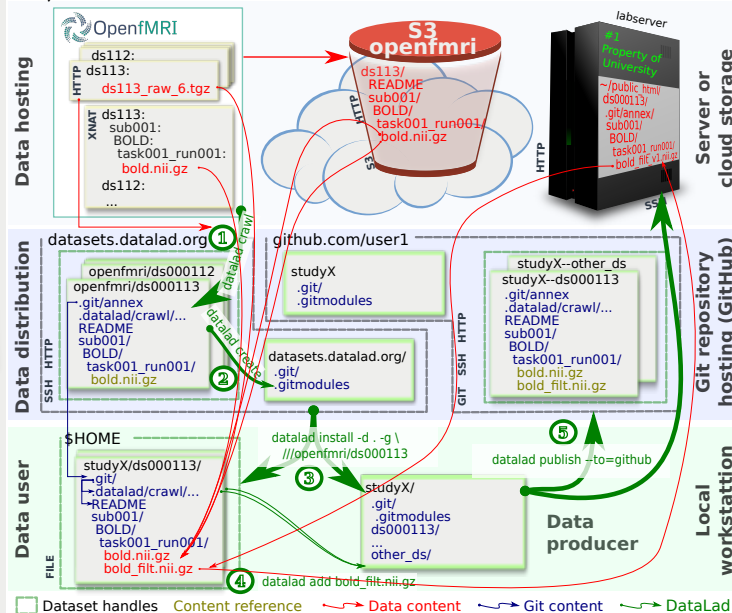 OpenfMRI
ds112:
HTTP
ds113:
ds113_raw_6.tgz
XNAT
ds113:
sub001:
BOLD:
task001_run001:
bold.nii.gz
ds112:
...
Data hosting
S3
openfmri
ds113/
README
sub001/
BOLD/
task001_run001/
bold.nii.gz
HTTP
S3
labserver
#1
Property of
University
~/public_html/
ds000113/
.git/annex/
sub001/
BOLD/
task001_run01/
bold_filt_v1.nii.gz
HTTP
SSH
Server or
cloud storage
1
datalad crawl
Data distribution
datasets.datalad.org
openfmri/ds000112
openfmri/ds000113
.git/annex
.datalad/crawl/...
README
sub001/
BOLD/
task001_run001/
bold.nii.gz
SSH HTTP
2
datalad create
github.com/user1
studyX
.git/
.gitmodules
datasets.datalad.org/
.git/
.gitmodules
studyX--other_ds
studyX--ds000113
.git/annex
.datalad/crawl/...
README
sub001/
BOLD/
task001_run001/
bold.nii.gz
bold_filt.nii.gz
GIT SSH HTTP
Git repository
hosting (GitHub)
Data user
$HOME
studyX/ds000113/
.git/
.datalad/crawl/...
README
sub001/
BOLD/
task001_run01/
bold.nii.gz
bold_filt.nii.gz
FILE
datalad install -d . -g \
///openfmri/ds000113
3
4
datalad add bold_filt.nii.gz
studyX/
.git/
.gitmodules
ds000113/
...
other_ds/
Data
producer
5
datalad publish --to=github
Local
workstattion
Dataset handles
Content reference
Data content
Git content
DataLad